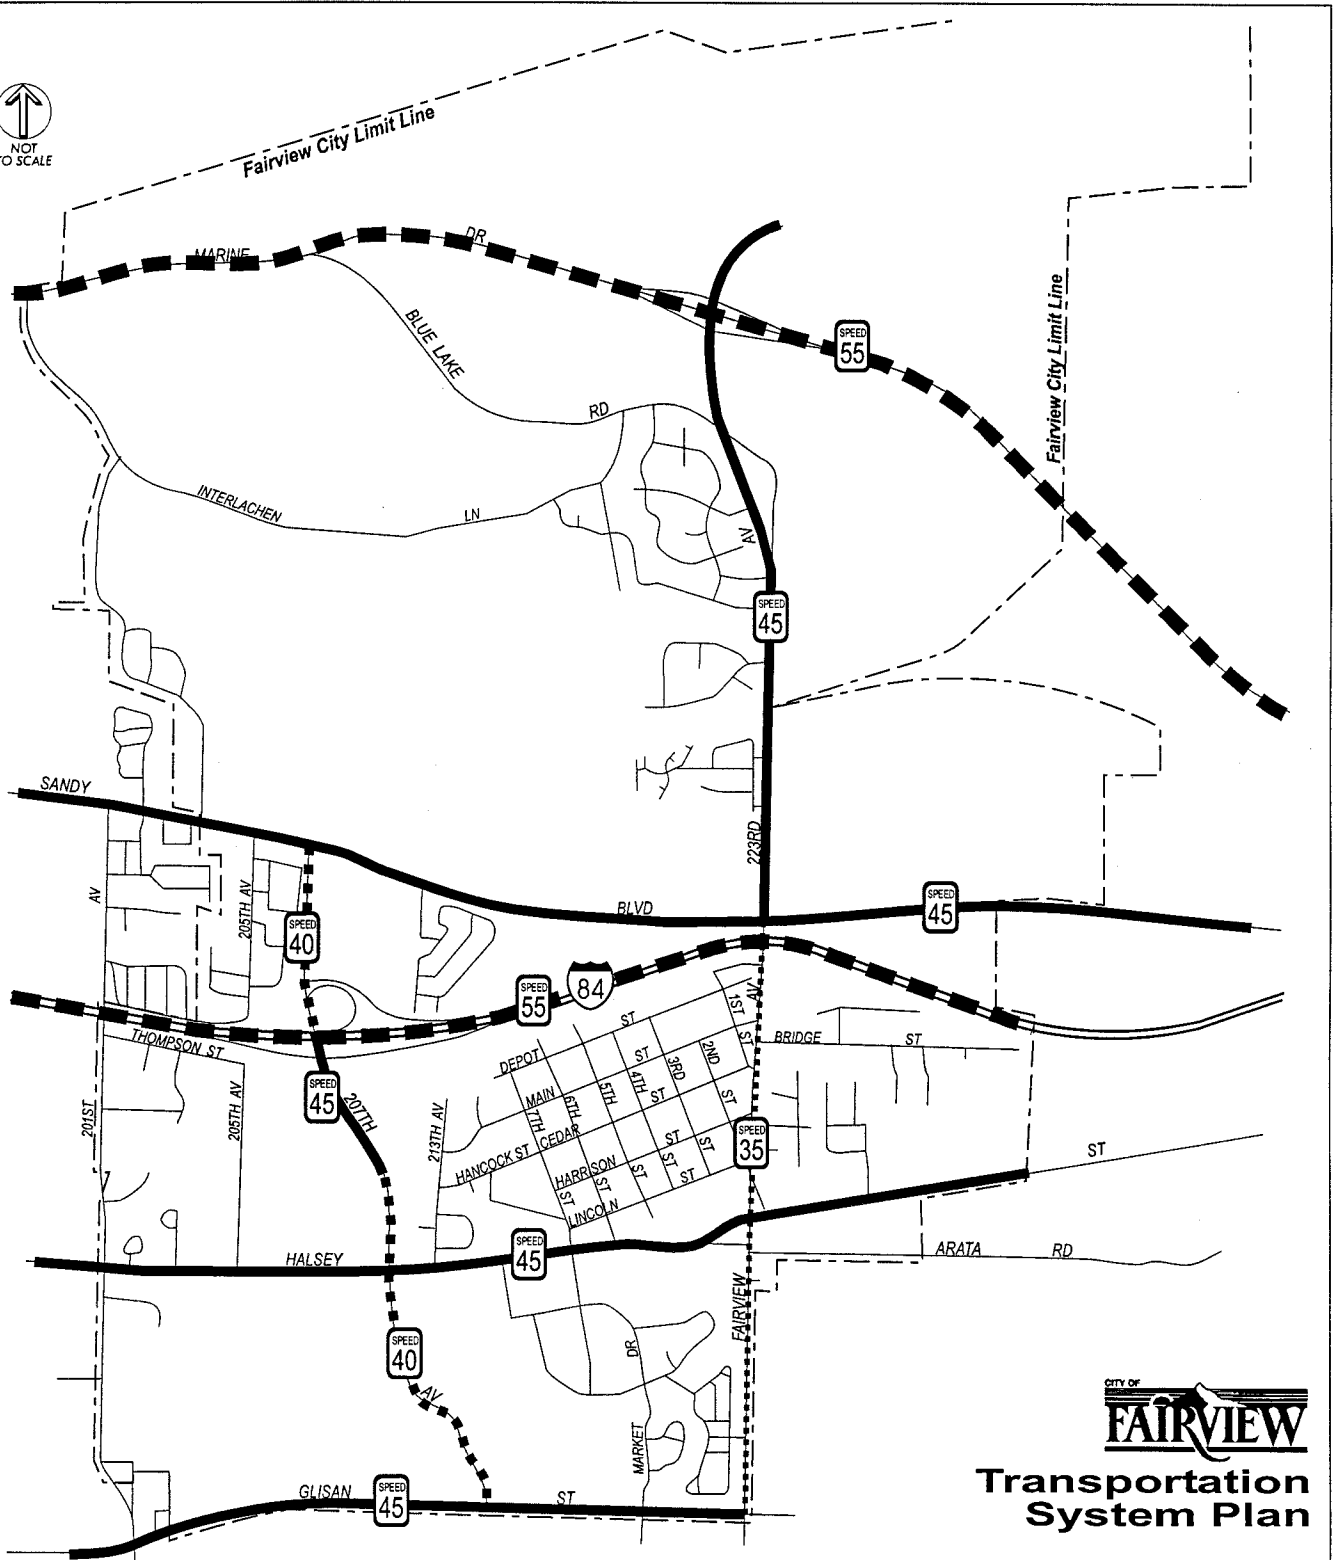 NOT
TO SCALE
Fairview City Limit Line
MARINE
DR
Fairview City Limit Line
BLUE LAKE
RD
SPEED
55
INTERLACHEN
LN
AV
SPEED
45
SANDY
223RD
BLVD
SPEED
45
AV
205TH AV
SPEED
40
SPEED
55
84
THOMPSON ST
DEPOT
ST
1ST
ST
AV
BRIDGE
ST
MAIN
ST
2ND
ST
3RD
ST
4TH
ST
5TH
ST
6TH
ST
7TH
ST
201ST
205TH AV
SPEED
45
207TH
213TH AV
HANCOCK ST
CEDAR
ST
HARRISON
ST
LINCOLN
ST
SPEED
35
ST
HALSEY
SPEED
45
ARATA
RD
FAIRVIEW
DR
SPEED
40
AV
MARKET
GLISAN
SPEED
45
ST
CITY OF
FAIRVIEW
Transportation
System Plan